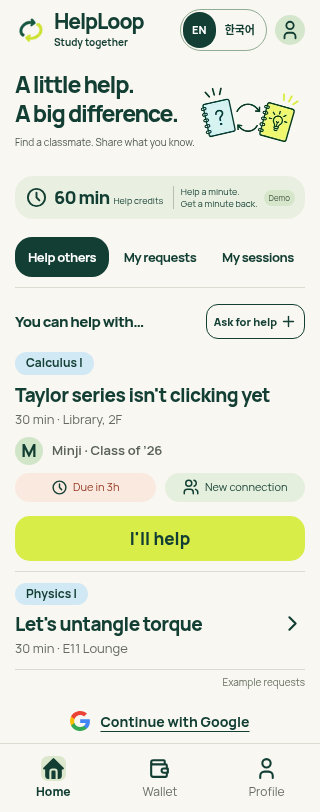 HelpLoop
Study together
EN
한국어
A little help.
A big difference.
Find a classmate. Share what you know.
?
60 min Help credits
Help a minute.
Get a minute back.
Demo
Help others
My requests
My sessions
You can help with...
Ask for help +
Calculus I
Taylor series isn't clicking yet
30 min · Library, 2F
M
Minji · Class of '26
Due in 3h
New connection
I'll help
Physics I
Let's untangle torque
30 min · E11 Lounge
Example requests
Continue with Google
Home
Wallet
Profile